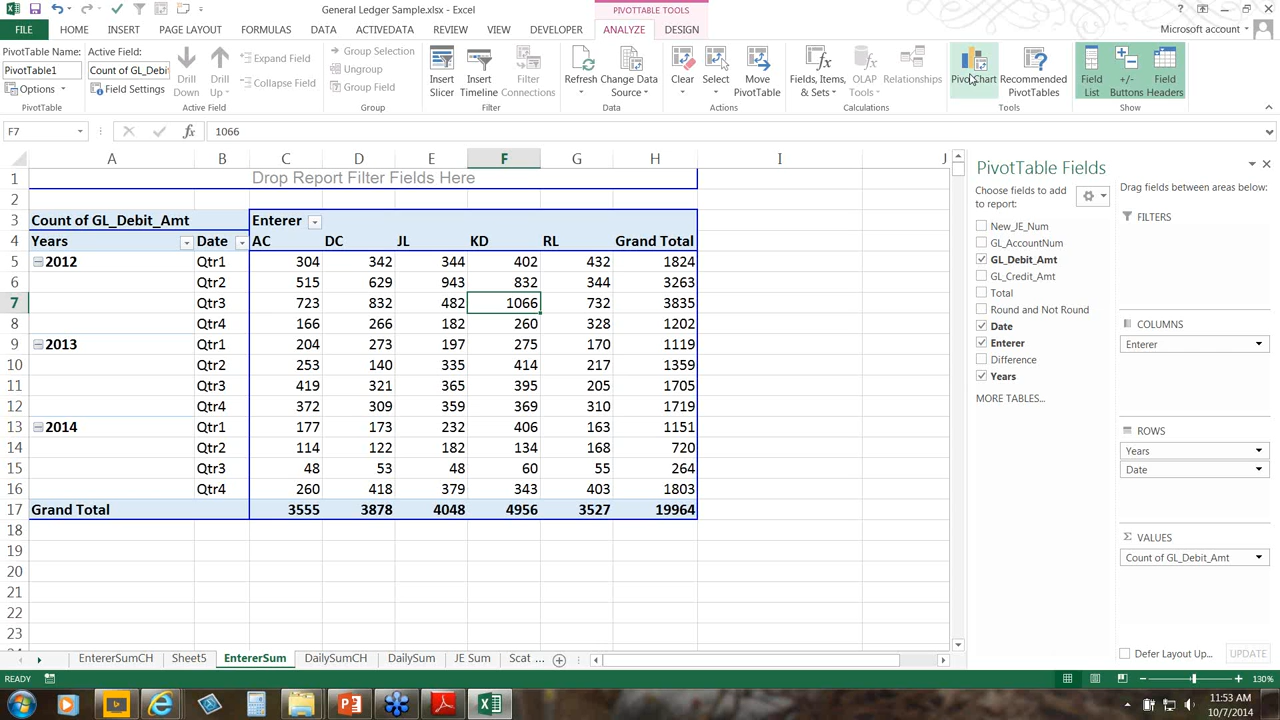 General Ledger Sample.xlsx - Excel
PIVOTTABLE TOOLS
FILE HOME INSERT PAGE LAYOUT FORMULAS DATA ACTIVEDATA REVIEW VIEW DEVELOPER ANALYZE DESIGN Microsoft account
PivotTable Name:
PivotTable1
Options
PivotTable
Active Field:
Count of GL_Debi
Field Settings
Drill Down
Drill Up
Expand Field
Collapse Field
Active Field
Group Selection
Ungroup
Group Field
Group
Insert Slicer
Insert Timeline
Filter Connections
Filter
Refresh
Change Data Source
Data
Clear
Select
Move PivotTable
Actions
Fields, Items, & Sets
OLAP Tools
Relationships
Calculations
PivotChart
Recommended PivotTables
Tools
Field List
+/- Buttons
Field Headers
Show
F7 fx 1066
A B C D E F G H I J
1 Drop Report Filter Fields Here
2
3 Count of GL_Debit_Amt Enterer
4 Years Date AC DC JL KD RL Grand Total
5 2012 Qtr1 304 342 344 402 432 1824
6 Qtr2 515 629 943 832 344 3263
7 Qtr3 723 832 482 1066 732 3835
8 Qtr4 166 266 182 260 328 1202
9 2013 Qtr1 204 273 197 275 170 1119
10 Qtr2 253 140 335 414 217 1359
11 Qtr3 419 321 365 395 205 1705
12 Qtr4 372 309 359 369 310 1719
13 2014 Qtr1 177 173 232 406 163 1151
14 Qtr2 114 122 182 134 168 720
15 Qtr3 48 53 48 60 55 264
16 Qtr4 260 418 379 343 403 1803
17 Grand Total 3555 3878 4048 4956 3527 19964
18
19
20
21
22
23
PivotTable Fields
Choose fields to add to report:
New_JE_Num
GL_AccountNum
GL_Debit_Amt
GL_Credit_Amt
Total
Round and Not Round
Date
Enterer
Difference
Years
MORE TABLES...
Drag fields between areas below:
FILTERS
COLUMNS
Enterer
ROWS
Years
Date
Σ VALUES
Count of GL_Debit_Amt
Defer Layout Up... UPDATE
EntererSumCH Sheet5 EntererSum DailySumCH DailySum JE Sum Scat ...
READY 130%
11:53 AM
10/7/2014